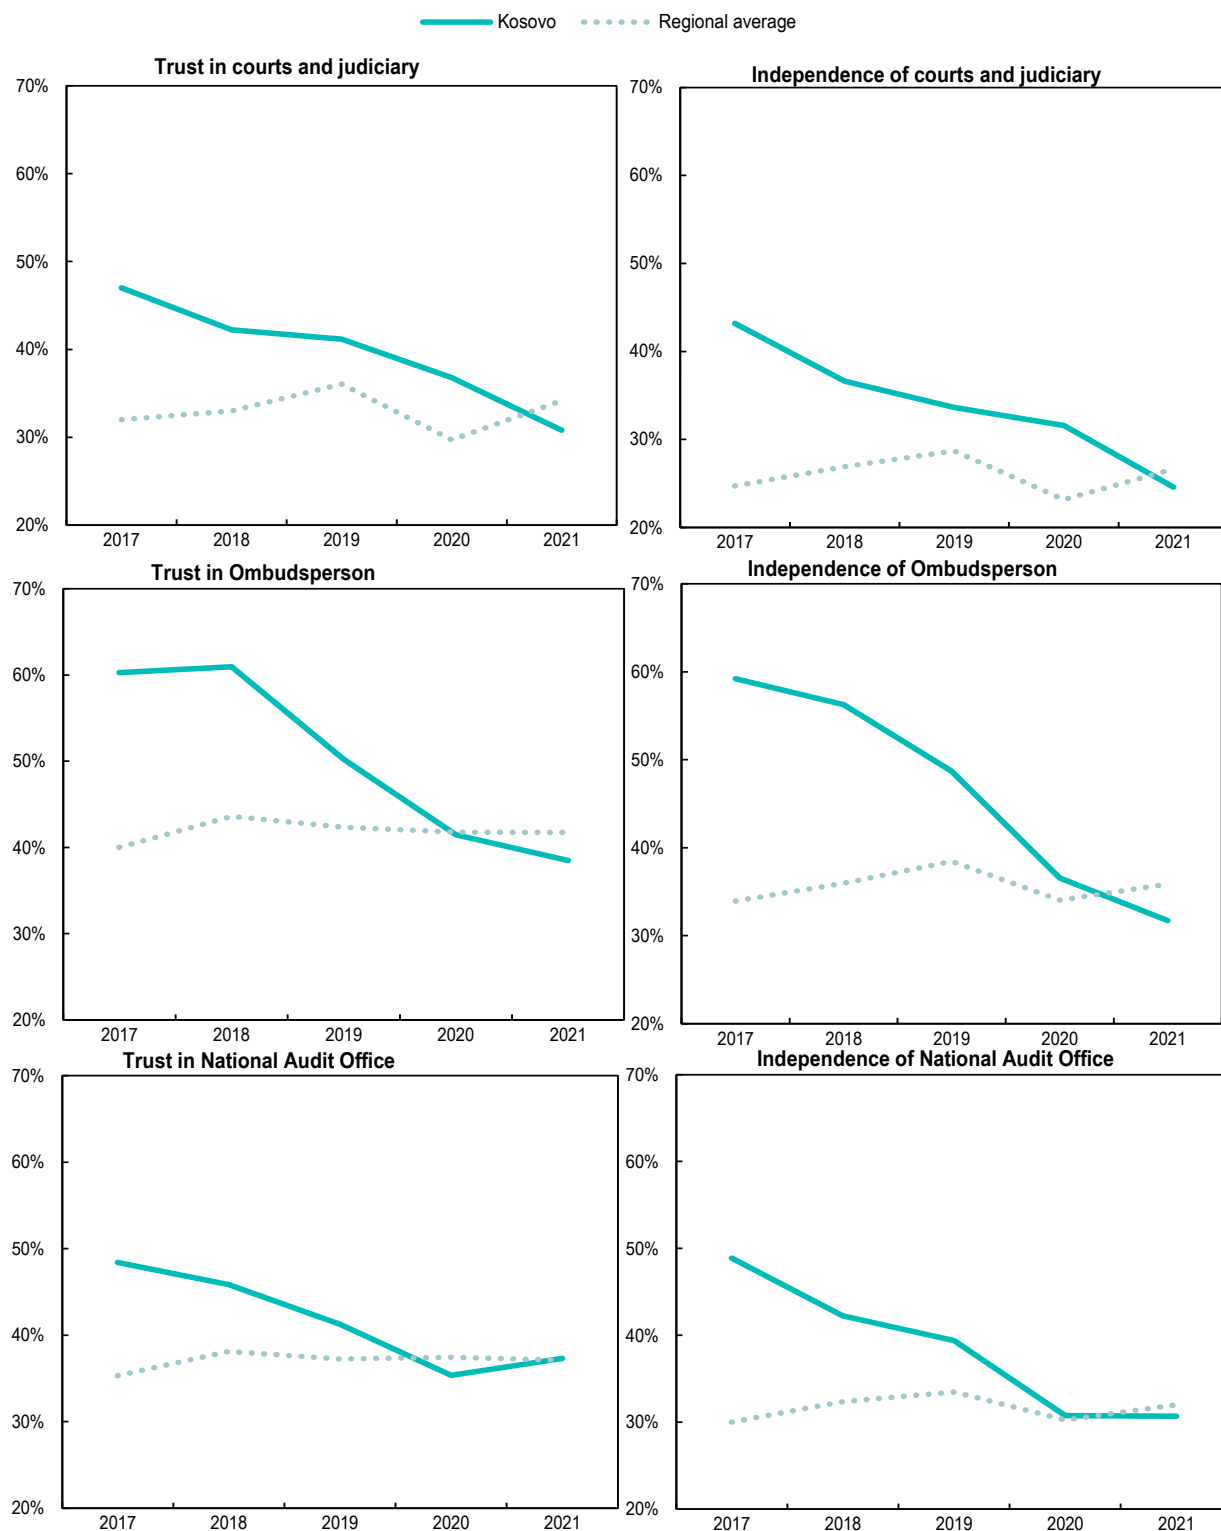 Kosovo Regional average
Trust in courts and judiciary
70%
60%
50%
40%
30%
20%
2017 2018 2019 2020 2021
Independence of courts and judiciary
70%
60%
50%
40%
30%
20%
2017 2018 2019 2020 2021
Trust in Ombudsperson
70%
60%
50%
40%
30%
20%
2017 2018 2019 2020 2021
Independence of Ombudsperson
70%
60%
50%
40%
30%
20%
2017 2018 2019 2020 2021
Trust in National Audit Office
70%
60%
50%
40%
30%
20%
2017 2018 2019 2020 2021
Independence of National Audit Office
70%
60%
50%
40%
30%
20%
2017 2018 2019 2020 2021